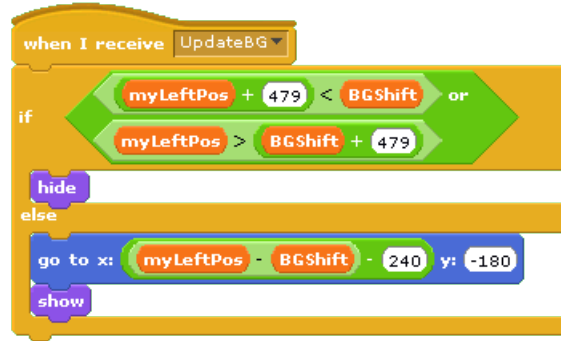 when I receive UpdateBG
myLeftPos + 479 < BGShift or
if
myLeftPos > BGShift + 479
hide
else
go to x: myLeftPos - BGShift - 240 y: -180
show